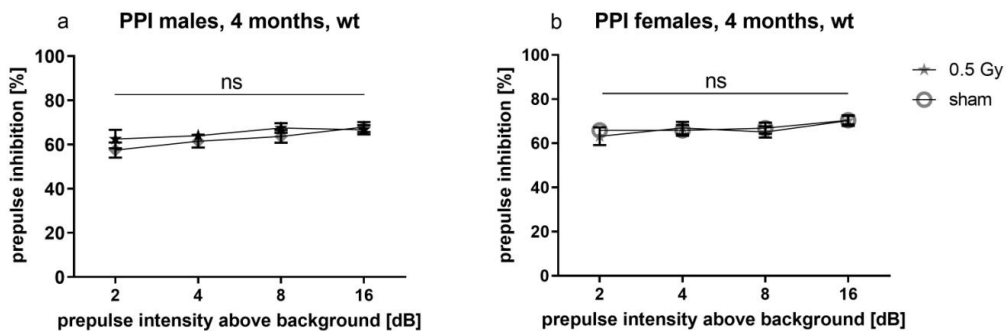 a PPI males, 4 months, wt
prepulse inhibition [%]
100
80
60
40
20
0
ns
2 4 8 16
prepulse intensity above background [dB]
b PPI females, 4 months, wt
prepulse inhibition [%]
100
80
60
40
20
0
ns
2 4 8 16
prepulse intensity above background [dB]
0.5 Gy
sham